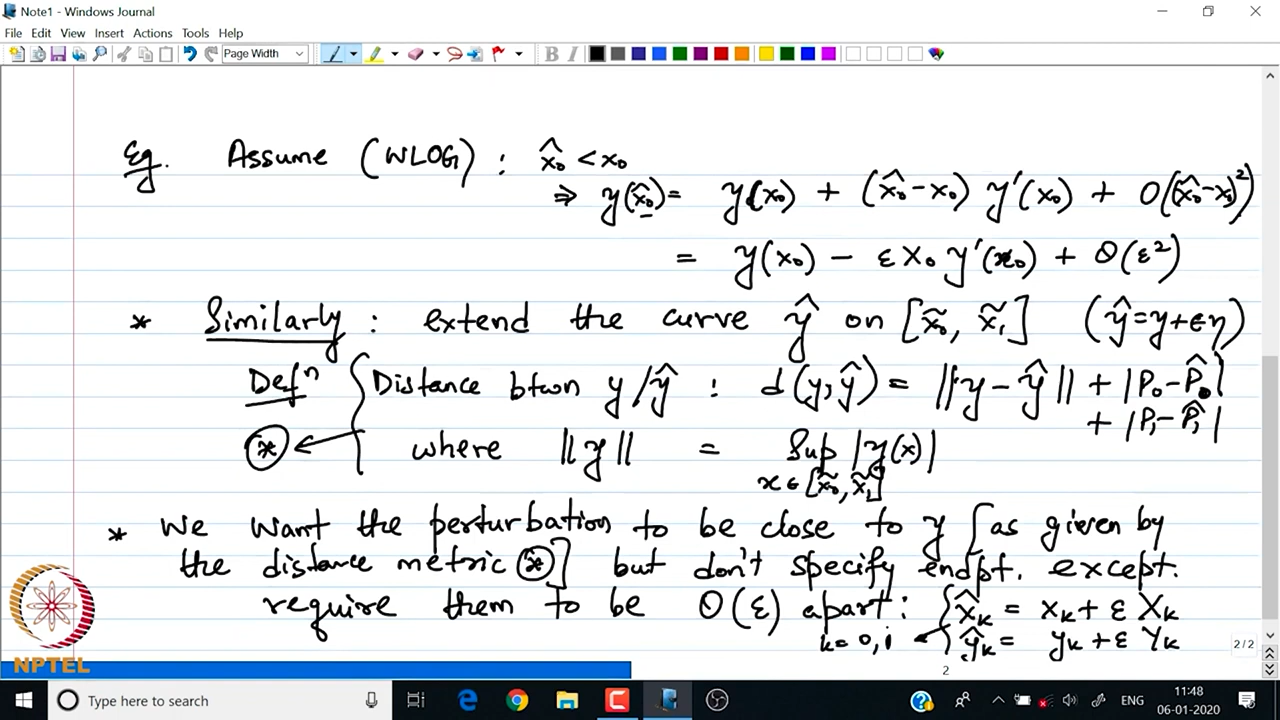 Note1 - Windows Journal
File Edit View Insert Actions Tools Help
Page Width
B I
Eg. Assume (WLOG) : x̂₀ < x₀
⇒ y(x̂₀) = y(x₀) + (x̂₀-x₀) y'(x₀) + O((x̂₀-x₀)²)
= y(x₀) - εX₀ y'(x₀) + O(ε²)
* Similarly : extend the curve ŷ on [x̃₀, x̃₁] (ŷ=y+εη)
Defⁿ { Distance btwn y/ŷ : d(y,ŷ) = ||y-ŷ|| + |P₀-P̂₀|
+ |P₁-P̂₁|
(*) ← where ||y|| = Sup |y(x)|
x∈[x̃₀, x̃₁]
* We want the perturbation to be close to y [as given by
the distance metric (*)] but don't specify endpt. except.
require them to be O(ε) apart : { x̂ₖ = xₖ + ε Xₖ
k=0,1 ← { ŷₖ = yₖ + ε Yₖ
NPTEL
2
2/2
Type here to search
ENG
11:48
06-01-2020